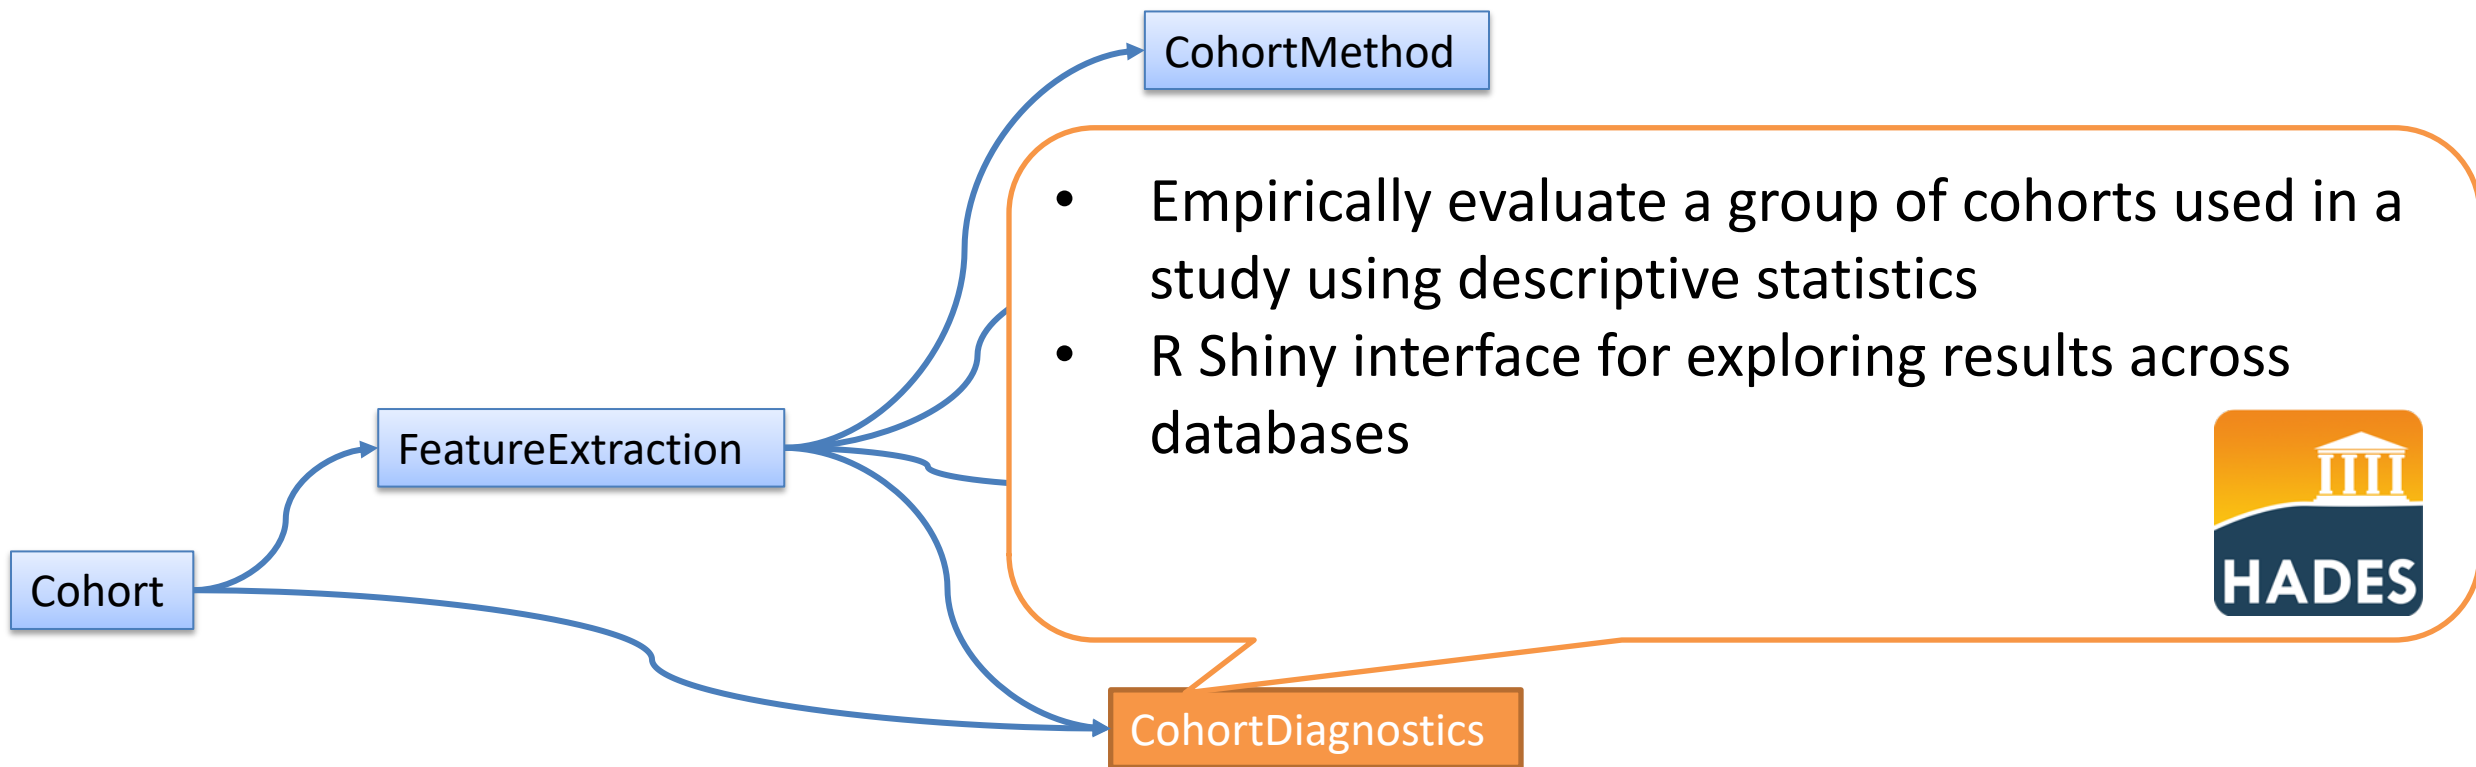 CohortMethod
• Empirically evaluate a group of cohorts used in a
study using descriptive statistics
• R Shiny interface for exploring results across
databases
FeatureExtraction
HADES
Cohort
CohortDiagnostics